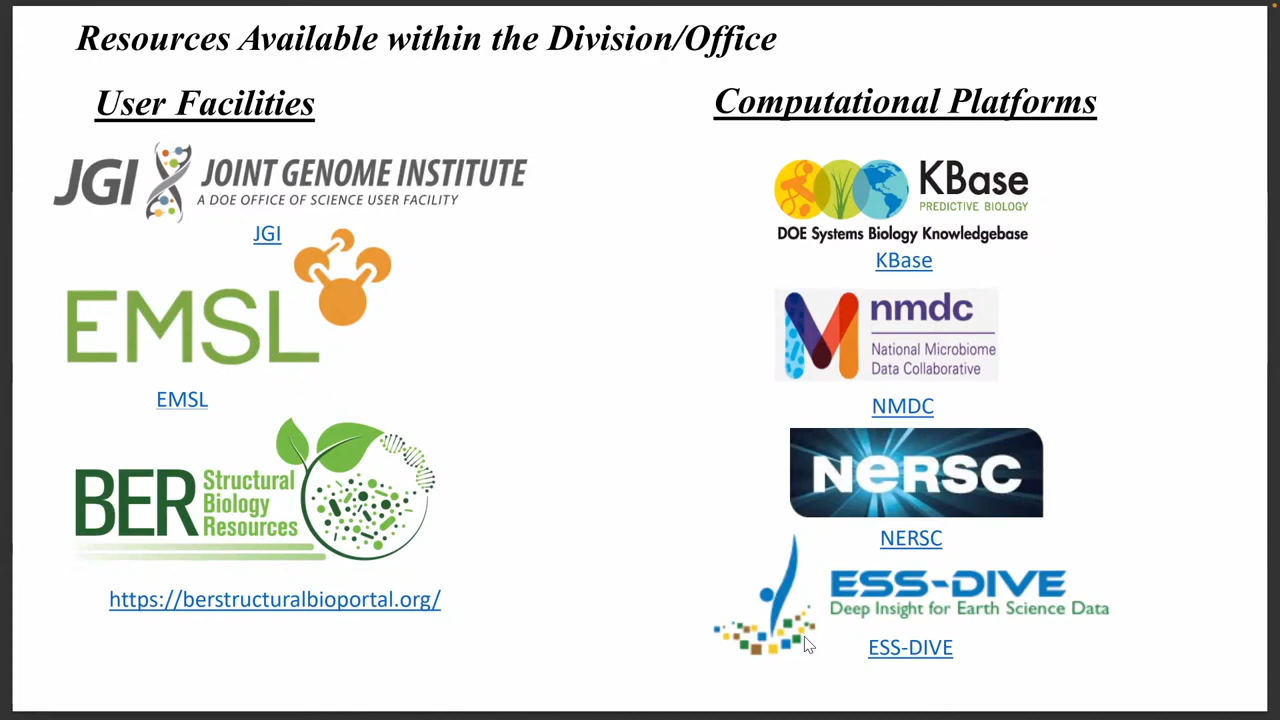 Resources Available within the Division/Office
User Facilities
JGI JOINT GENOME INSTITUTE
A DOE OFFICE OF SCIENCE USER FACILITY
JGI
EMSL
EMSL
BER Structural
Biology
Resources
https://berstructuralbioportal.org/
Computational Platforms
KBase
PREDICTIVE BIOLOGY
DOE Systems Biology Knowledgebase
KBase
nmdc
National Microbiome
Data Collaborative
NMDC
NeRSC
NERSC
ESS-DIVE
Deep Insight for Earth Science Data
ESS-DIVE